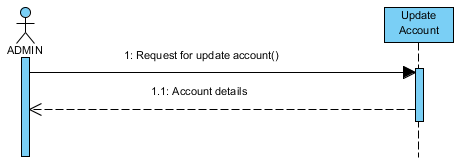 Update
Account
ADMIN
1: Request for update account()
1.1: Account details